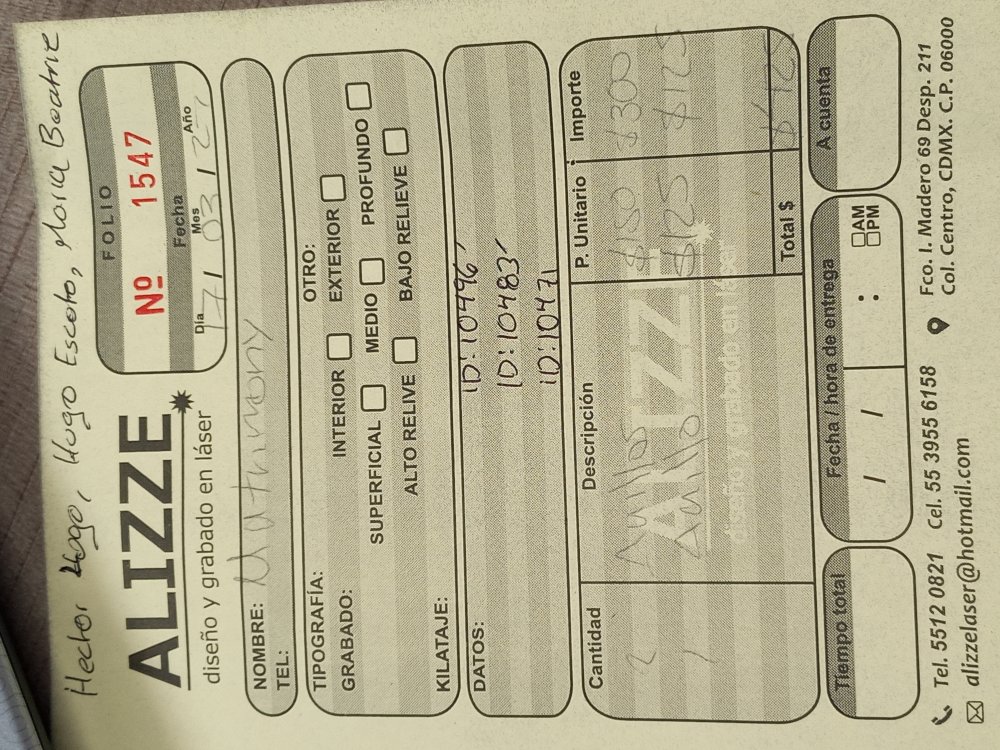 Hector Hugo, Hugo Escoto, Maria Beatriz
ALIZZE
diseño y grabado en láser
FOLIO
Nº 1547
Fecha
Día Mes Año
17 03 2
NOMBRE: Matrimony
TEL:
TIPOGRAFÍA: OTRO:
GRABADO: INTERIOR EXTERIOR
SUPERFICIAL MEDIO PROFUNDO
ALTO RELIVE BAJO RELIEVE
KILATAJE:
DATOS: ID:10496
ID:10483
ID:10471
Cantidad Descripción P. Unitario Importe
2 Anillos $150 $300
1 Anillo $125 $125
Total $
Tiempo total Fecha / hora de entrega A cuenta
/ / : AM PM
Tel. 5512 0821 Cel. 55 3955 6158
alizzelaser@hotmail.com
Fco. I. Madero 69 Desp. 211
Col. Centro, CDMX. C.P. 06000